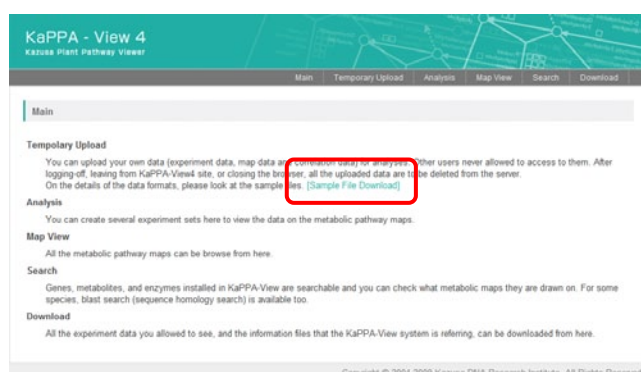 KaPPA - View 4
Kazusa Plant Pathway Viewer
Main Temporary Upload Analysis Map View Search Download
Main
Tempolary Upload
You can upload your own data (experiment data, map data and correlation data) for analyses. Other users never allowed to access to them. After
logging-off, leaving from KaPPA-View4 site, or closing the browser, all the uploaded data are to be deleted from the server.
On the details of the data formats, please look at the sample files. [Sample File Download]
Analysis
You can create several experiment sets here to view the data on the metabolic pathway maps.
Map View
All the metabolic pathway maps can be browse from here.
Search
Genes, metabolites, and enzymes installed in KaPPA-View are searchable and you can check what metabolic maps they are drawn on. For some
species, blast search (sequence homology search) is available too.
Download
All the experiment data you allowed to see, and the information files that the KaPPA-View system is refering, can be downloaded from here.